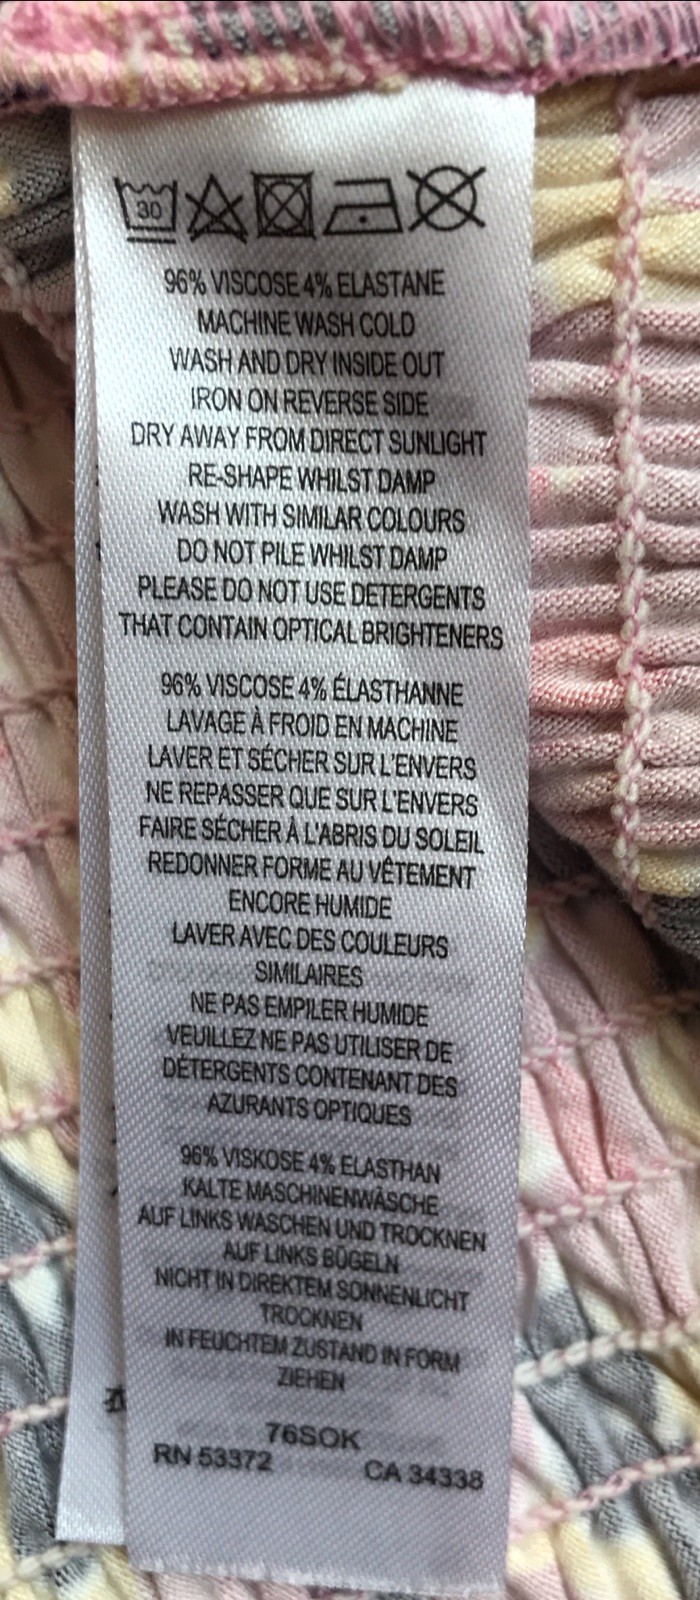 30
96% VISCOSE 4% ELASTANE
MACHINE WASH COLD
WASH AND DRY INSIDE OUT
IRON ON REVERSE SIDE
DRY AWAY FROM DIRECT SUNLIGHT
RE-SHAPE WHILST DAMP
WASH WITH SIMILAR COLOURS
DO NOT PILE WHILST DAMP
PLEASE DO NOT USE DETERGENTS
THAT CONTAIN OPTICAL BRIGHTENERS
96% VISCOSE 4% ÉLASTHANNE
LAVAGE À FROID EN MACHINE
LAVER ET SÉCHER SUR L'ENVERS
NE REPASSER QUE SUR L'ENVERS
FAIRE SÉCHER À L'ABRIS DU SOLEIL
REDONNER FORME AU VÊTEMENT
ENCORE HUMIDE
LAVER AVEC DES COULEURS
SIMILAIRES
NE PAS EMPILER HUMIDE
VEUILLEZ NE PAS UTILISER DE
DÉTERGENTS CONTENANT DES
AZURANTS OPTIQUES
96% VISKOSE 4% ELASTHAN
KALTE MASCHINENWÄSCHE
AUF LINKS WASCHEN UND TROCKNEN
AUF LINKS BÜGELN
NICHT IN DIREKTEM SONNENLICHT
TROCKNEN
IN FEUCHTEM ZUSTAND IN FORM
ZIEHEN
76SOK
RN 53372 CA 34338